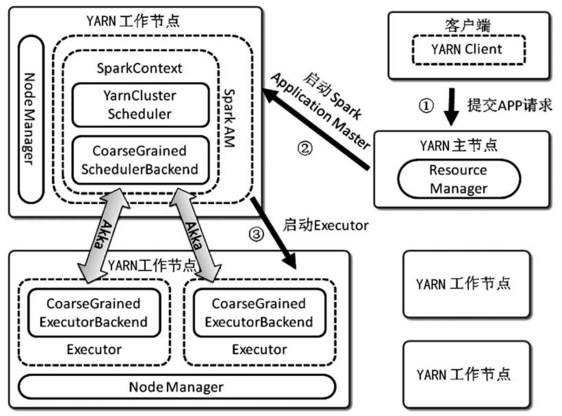 YARN 工作节点
Node Manager
SparkContext
YarnCluster
Scheduler
CoarseGrained
SchedulerBackend
Spark AM
启动 Spark
Application Master
②
客户端
YARN Client
①
提交APP请求
YARN 主节点
Resource
Manager
Akka
Akka
③
启动Executor
YARN工作节点
CoarseGrained
ExecutorBackend
Executor
CoarseGrained
ExecutorBackend
Executor
Node Manager
YARN 工作节点
YARN 工作节点